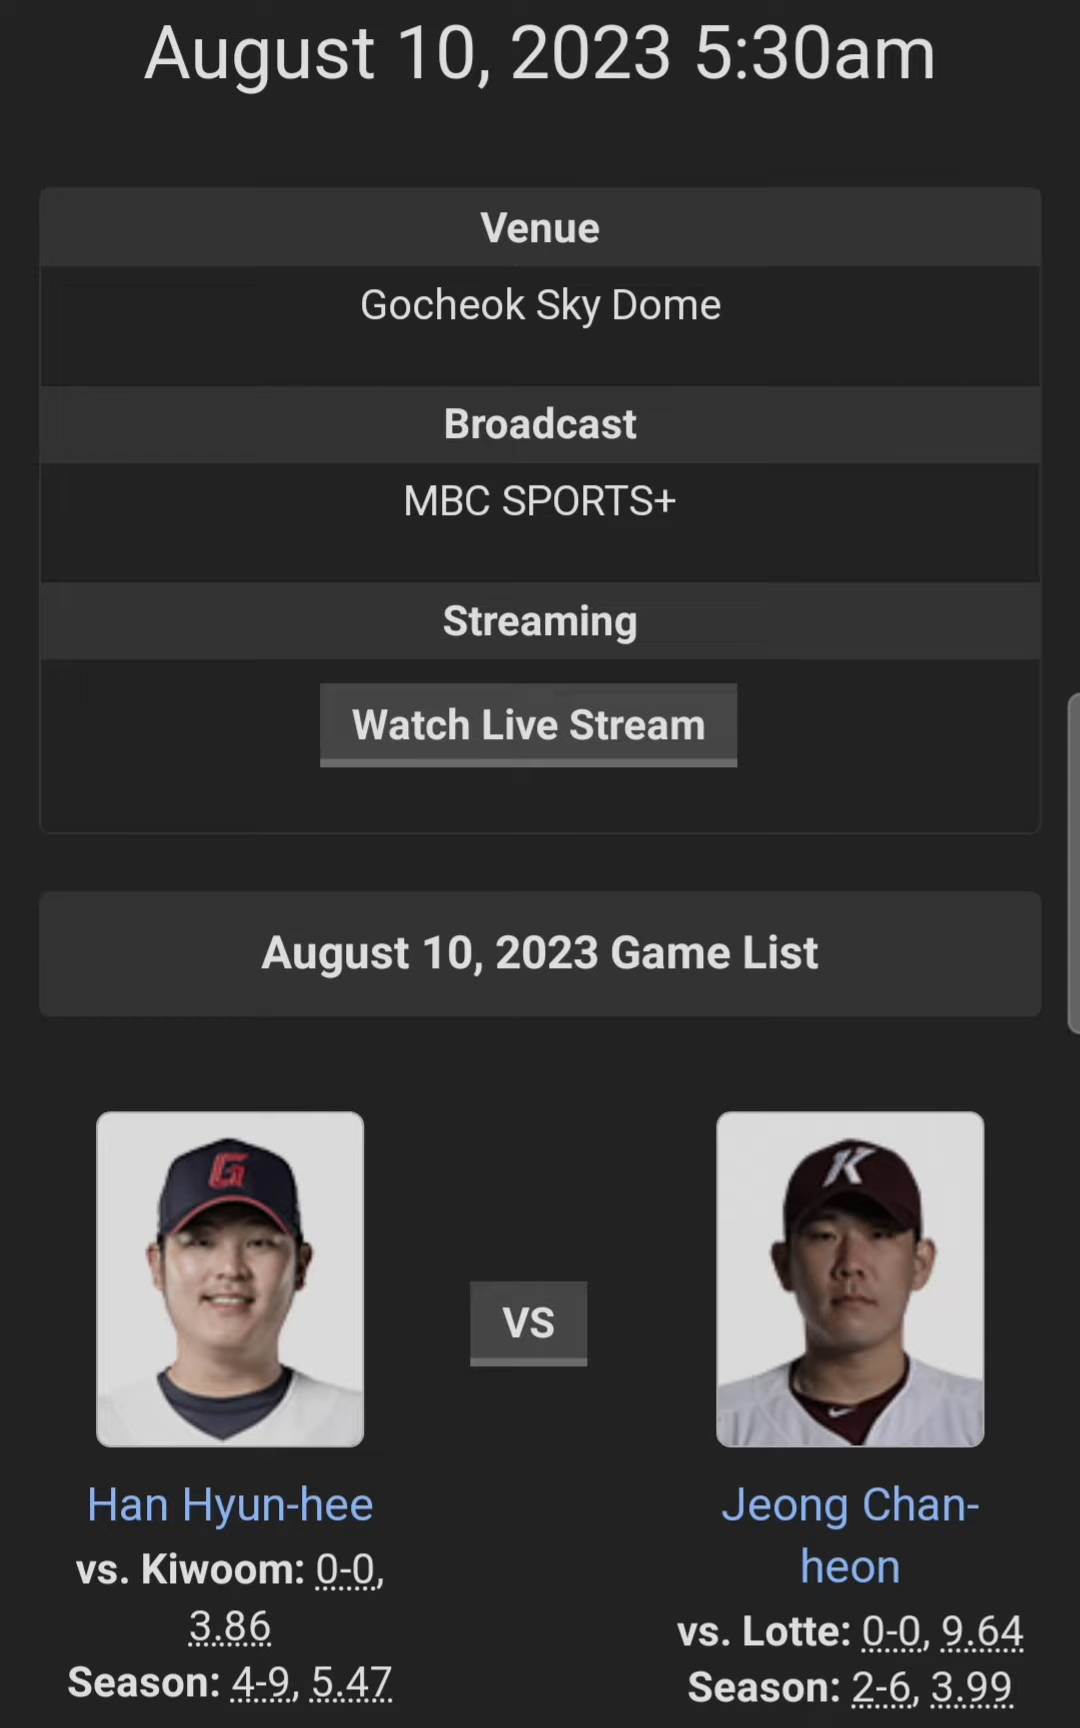 August 10, 2023 5:30am
Venue
Gocheok Sky Dome
Broadcast
MBC SPORTS+
Streaming
Watch Live Stream
August 10, 2023 Game List
G
K
VS
Han Hyun-hee
vs. Kiwoom: 0-0,
3.86
Season: 4-9, 5.47
Jeong Chan-
heon
vs. Lotte: 0-0, 9.64
Season: 2-6, 3.99